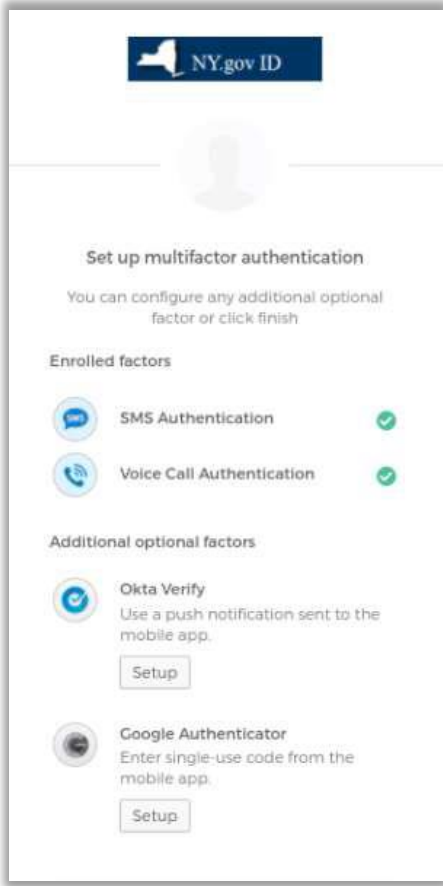 NY.gov ID
Set up multifactor authentication
You can configure any additional optional
factor or click finish
Enrolled factors
SMS
SMS Authentication
Voice Call Authentication
Additional optional factors
Okta Verify
Use a push notification sent to the
mobile app.
Setup
Google Authenticator
Enter single-use code from the
mobile app.
Setup